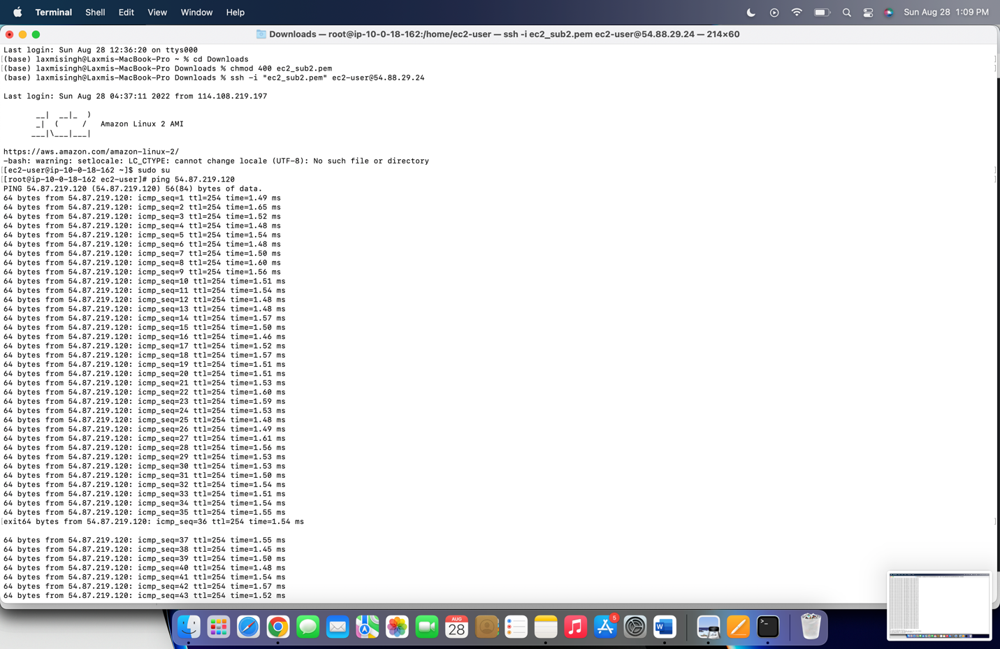 Terminal Shell Edit View Window Help Sun Aug 28 1:09 PM
Downloads — root@ip-10-0-18-162:/home/ec2-user — ssh -i ec2_sub2.pem ec2-user@54.88.29.24 — 214×60
Last login: Sun Aug 28 12:36:20 on ttys000
[(base) laxmisingh@Laxmis-MacBook-Pro ~ % cd Downloads ]
[(base) laxmisingh@Laxmis-MacBook-Pro Downloads % chmod 400 ec2_sub2.pem ]
(base) laxmisingh@Laxmis-MacBook-Pro Downloads % ssh -i "ec2_sub2.pem" ec2-user@54.88.29.24
Last login: Sun Aug 28 04:37:11 2022 from 114.108.219.197
       __|  __|_  )
       _|  (     /   Amazon Linux 2 AMI
      ___|\___|___|
https://aws.amazon.com/amazon-linux-2/
-bash: warning: setlocale: LC_CTYPE: cannot change locale (UTF-8): No such file or directory
[[ec2-user@ip-10-0-18-162 ~]$ sudo su ]
[[root@ip-10-0-18-162 ec2-user]# ping 54.87.219.120 ]
PING 54.87.219.120 (54.87.219.120) 56(84) bytes of data.
64 bytes from 54.87.219.120: icmp_seq=1 ttl=254 time=1.49 ms
64 bytes from 54.87.219.120: icmp_seq=2 ttl=254 time=1.65 ms
64 bytes from 54.87.219.120: icmp_seq=3 ttl=254 time=1.52 ms
64 bytes from 54.87.219.120: icmp_seq=4 ttl=254 time=1.48 ms
64 bytes from 54.87.219.120: icmp_seq=5 ttl=254 time=1.54 ms
64 bytes from 54.87.219.120: icmp_seq=6 ttl=254 time=1.48 ms
64 bytes from 54.87.219.120: icmp_seq=7 ttl=254 time=1.50 ms
64 bytes from 54.87.219.120: icmp_seq=8 ttl=254 time=1.60 ms
64 bytes from 54.87.219.120: icmp_seq=9 ttl=254 time=1.56 ms
64 bytes from 54.87.219.120: icmp_seq=10 ttl=254 time=1.51 ms
64 bytes from 54.87.219.120: icmp_seq=11 ttl=254 time=1.54 ms
64 bytes from 54.87.219.120: icmp_seq=12 ttl=254 time=1.48 ms
64 bytes from 54.87.219.120: icmp_seq=13 ttl=254 time=1.48 ms
64 bytes from 54.87.219.120: icmp_seq=14 ttl=254 time=1.57 ms
64 bytes from 54.87.219.120: icmp_seq=15 ttl=254 time=1.50 ms
64 bytes from 54.87.219.120: icmp_seq=16 ttl=254 time=1.46 ms
64 bytes from 54.87.219.120: icmp_seq=17 ttl=254 time=1.52 ms
64 bytes from 54.87.219.120: icmp_seq=18 ttl=254 time=1.57 ms
64 bytes from 54.87.219.120: icmp_seq=19 ttl=254 time=1.51 ms
64 bytes from 54.87.219.120: icmp_seq=20 ttl=254 time=1.51 ms
64 bytes from 54.87.219.120: icmp_seq=21 ttl=254 time=1.53 ms
64 bytes from 54.87.219.120: icmp_seq=22 ttl=254 time=1.60 ms
64 bytes from 54.87.219.120: icmp_seq=23 ttl=254 time=1.59 ms
64 bytes from 54.87.219.120: icmp_seq=24 ttl=254 time=1.53 ms
64 bytes from 54.87.219.120: icmp_seq=25 ttl=254 time=1.48 ms
64 bytes from 54.87.219.120: icmp_seq=26 ttl=254 time=1.49 ms
64 bytes from 54.87.219.120: icmp_seq=27 ttl=254 time=1.61 ms
64 bytes from 54.87.219.120: icmp_seq=28 ttl=254 time=1.56 ms
64 bytes from 54.87.219.120: icmp_seq=29 ttl=254 time=1.53 ms
64 bytes from 54.87.219.120: icmp_seq=30 ttl=254 time=1.53 ms
64 bytes from 54.87.219.120: icmp_seq=31 ttl=254 time=1.50 ms
64 bytes from 54.87.219.120: icmp_seq=32 ttl=254 time=1.54 ms
64 bytes from 54.87.219.120: icmp_seq=33 ttl=254 time=1.51 ms
64 bytes from 54.87.219.120: icmp_seq=34 ttl=254 time=1.54 ms
64 bytes from 54.87.219.120: icmp_seq=35 ttl=254 time=1.55 ms
[exit64 bytes from 54.87.219.120: icmp_seq=36 ttl=254 time=1.54 ms ]
64 bytes from 54.87.219.120: icmp_seq=37 ttl=254 time=1.55 ms
64 bytes from 54.87.219.120: icmp_seq=38 ttl=254 time=1.45 ms
64 bytes from 54.87.219.120: icmp_seq=39 ttl=254 time=1.50 ms
64 bytes from 54.87.219.120: icmp_seq=40 ttl=254 time=1.48 ms
64 bytes from 54.87.219.120: icmp_seq=41 ttl=254 time=1.54 ms
64 bytes from 54.87.219.120: icmp_seq=42 ttl=254 time=1.57 ms
64 bytes from 54.87.219.120: icmp_seq=43 ttl=254 time=1.52 ms
AUG
28
5
W
>_